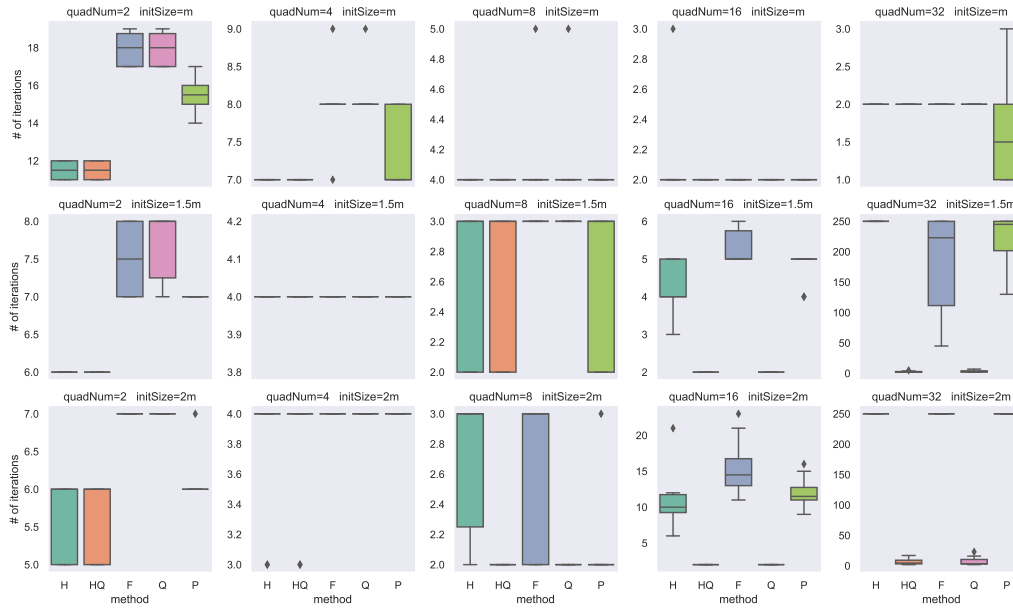 quadNum=2   initSize=m
quadNum=4   initSize=m
quadNum=8   initSize=m
quadNum=16   initSize=m
quadNum=32   initSize=m
# of iterations
18
16
14
12
9.0
8.5
8.0
7.5
7.0
5.0
4.8
4.6
4.4
4.2
4.0
3.0
2.8
2.6
2.4
2.2
2.0
3.0
2.5
2.0
1.5
1.0
quadNum=2   initSize=1.5m
quadNum=4   initSize=1.5m
quadNum=8   initSize=1.5m
quadNum=16   initSize=1.5m
quadNum=32   initSize=1.5m
# of iterations
8.0
7.5
7.0
6.5
6.0
4.2
4.1
4.0
3.9
3.8
3.0
2.8
2.6
2.4
2.2
2.0
6
5
4
3
2
250
200
150
100
50
0
quadNum=2   initSize=2m
quadNum=4   initSize=2m
quadNum=8   initSize=2m
quadNum=16   initSize=2m
quadNum=32   initSize=2m
# of iterations
7.0
6.5
6.0
5.5
5.0
4.0
3.8
3.6
3.4
3.2
3.0
3.0
2.8
2.6
2.4
2.2
2.0
20
15
10
5
250
200
150
100
50
0
H HQ F Q P
H HQ F Q P
H HQ F Q P
H HQ F Q P
H HQ F Q P
method
method
method
method
method